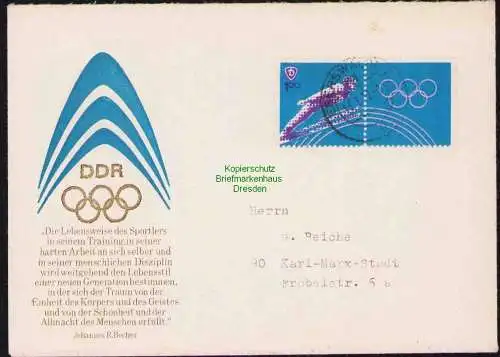 DDR
„Die Lebensweise des Sportlers
in seinem Training, in seiner
harten Arbeit an sich selber und
in seiner menschlichen Disziplin
wird weitgehend den Lebensstil
einer neuen Generation bestimmen,
in der sich der Traum von der
Einheit des Körpers und des Geistes
und von der Schönheit und der
Allmacht des Menschen erfüllt.“
Johannes R. Becher
D
Kopierschutz
Briefmarkenhaus
Dresden
Herrn
W. Reiche
90 Karl-Marx-Stadt
Frobelstr. 6 a